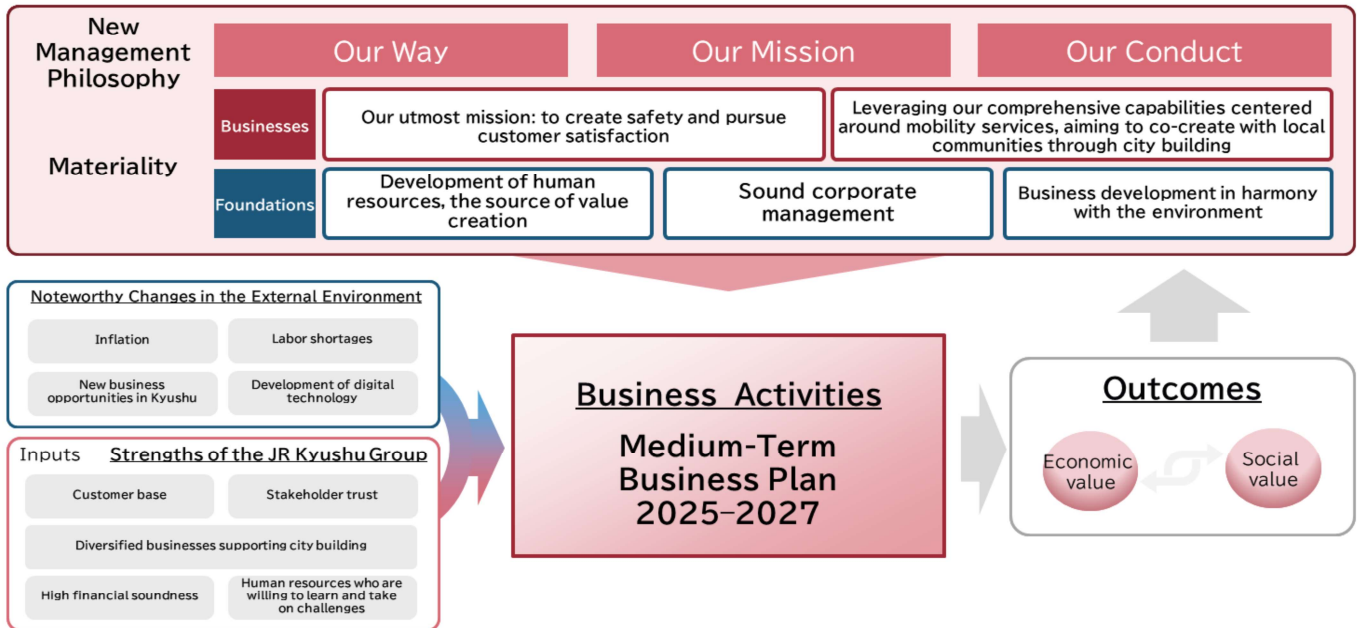 New
Management
Philosophy
Our Way
Our Mission
Our Conduct
Materiality
Businesses
Our utmost mission: to create safety and pursue
customer satisfaction
Leveraging our comprehensive capabilities centered
around mobility services, aiming to co-create with local
communities through city building
Foundations
Development of human
resources, the source of value
creation
Sound corporate
management
Business development in harmony
with the environment
Noteworthy Changes in the External Environment
Inflation
Labor shortages
New business
opportunities in Kyushu
Development of digital
technology
Inputs Strengths of the JR Kyushu Group
Customer base
Stakeholder trust
Diversified businesses supporting city building
High financial soundness
Human resources who are
willing to learn and take
on challenges
Business Activities
Medium-Term
Business Plan
2025–2027
Outcomes
Economic
value
Social
value